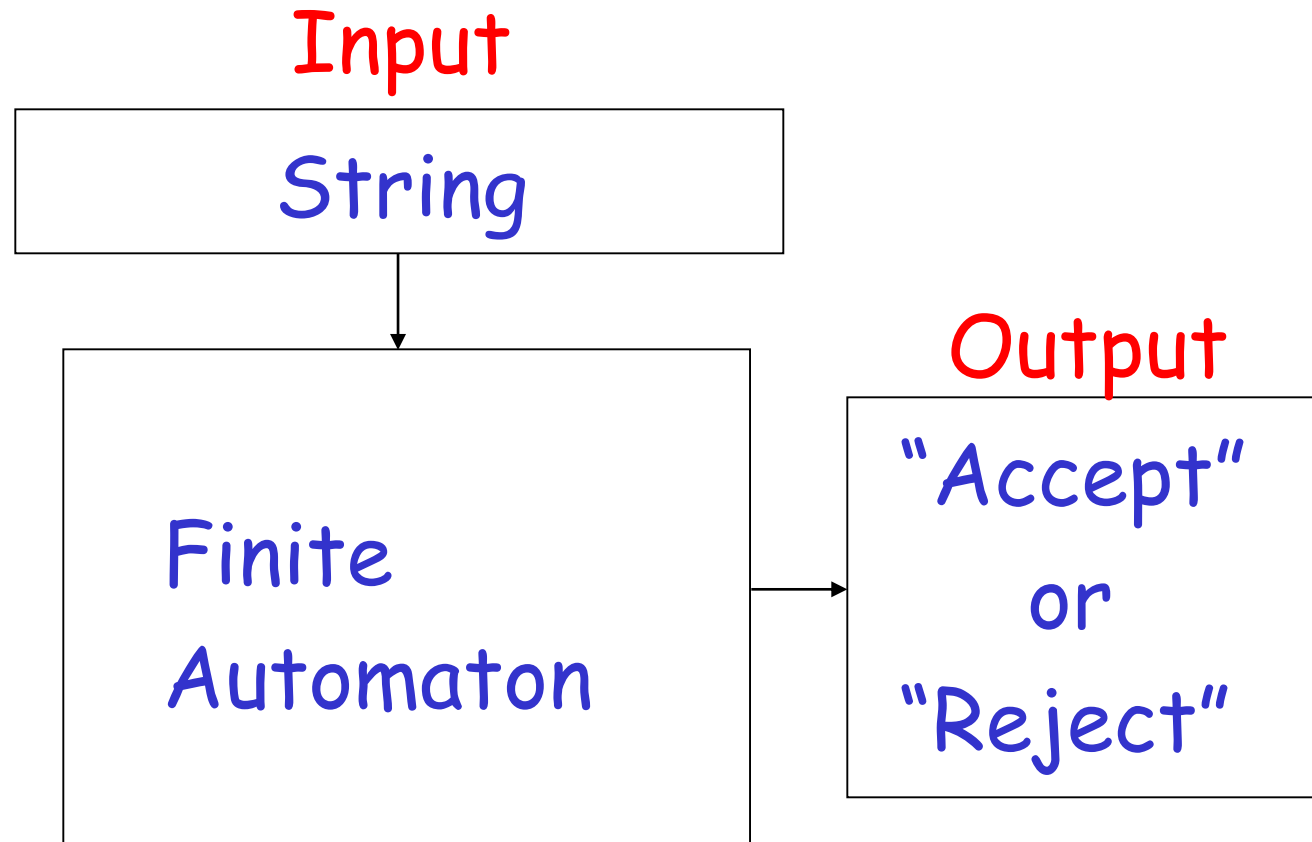 Input
String
Output
“Accept”
or
“Reject”
Finite
Automaton